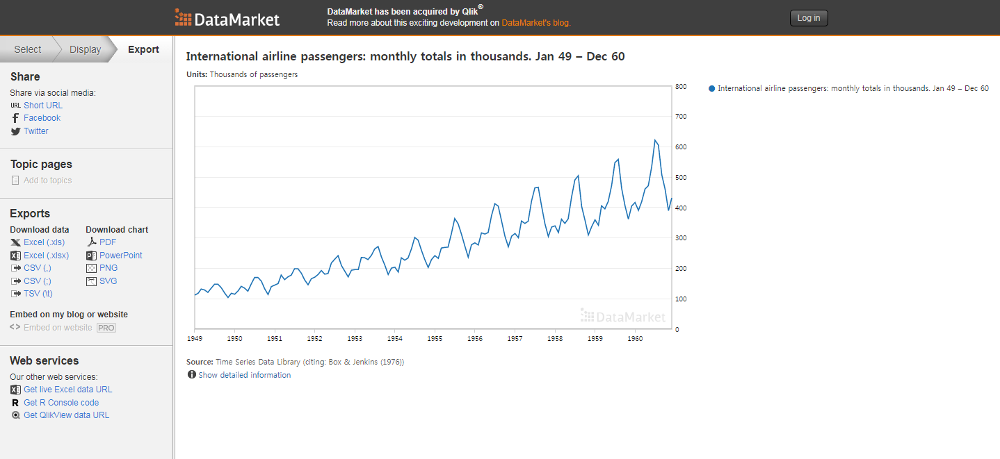 DataMarket
DataMarket has been acquired by Qlik
Read more about this exciting development on DataMarket's blog.
Log in
Select
Display
Export
Share
Share via social media:
URL Short URL
Facebook
Twitter
Topic pages
Add to topics
Exports
Download data
Excel (.xls)
Excel (.xlsx)
CSV (,)
CSV (;)
TSV (\t)
Download chart
PDF
PowerPoint
PNG
SVG
Embed on my blog or website
<> Embed on website PRO
Web services
Our other web services:
Get live Excel data URL
R Get R Console code
Get QlikView data URL
International airline passengers: monthly totals in thousands. Jan 49 – Dec 60
Units: Thousands of passengers
800
700
600
500
400
300
200
100
0
DataMarket
1949 1950 1951 1952 1953 1954 1955 1956 1957 1958 1959 1960
International airline passengers: monthly totals in thousands. Jan 49 – Dec 60
Source: Time Series Data Library (citing: Box & Jenkins (1976))
Show detailed information